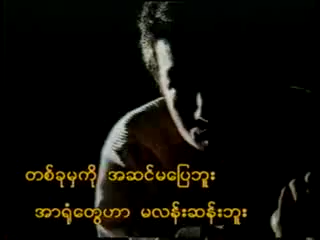 တစ်ခုမှကို အဆင်မပြေဘူး
အာရုံတွေဟာ မလန်းဆန်းဘူး